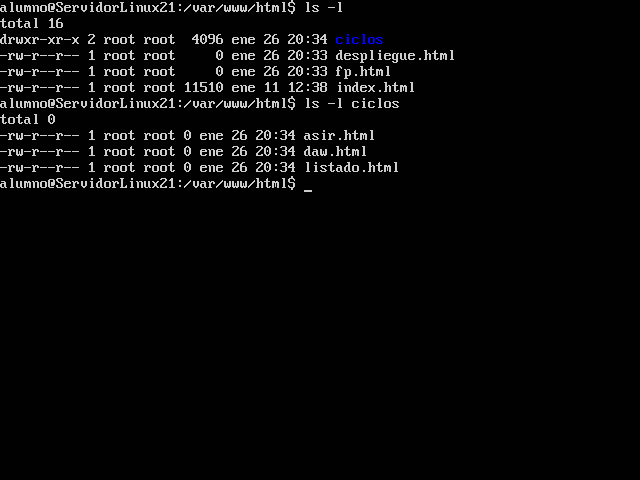 alumno@ServidorLinux21:/var/www/html$ ls -l
total 16
drwxr-xr-x 2 root root  4096 ene 26 20:34 ciclos
-rw-r--r-- 1 root root     0 ene 26 20:33 despliegue.html
-rw-r--r-- 1 root root     0 ene 26 20:33 fp.html
-rw-r--r-- 1 root root 11510 ene 11 12:38 index.html
alumno@ServidorLinux21:/var/www/html$ ls -l ciclos
total 0
-rw-r--r-- 1 root root 0 ene 26 20:34 asir.html
-rw-r--r-- 1 root root 0 ene 26 20:34 daw.html
-rw-r--r-- 1 root root 0 ene 26 20:34 listado.html
alumno@ServidorLinux21:/var/www/html$ _